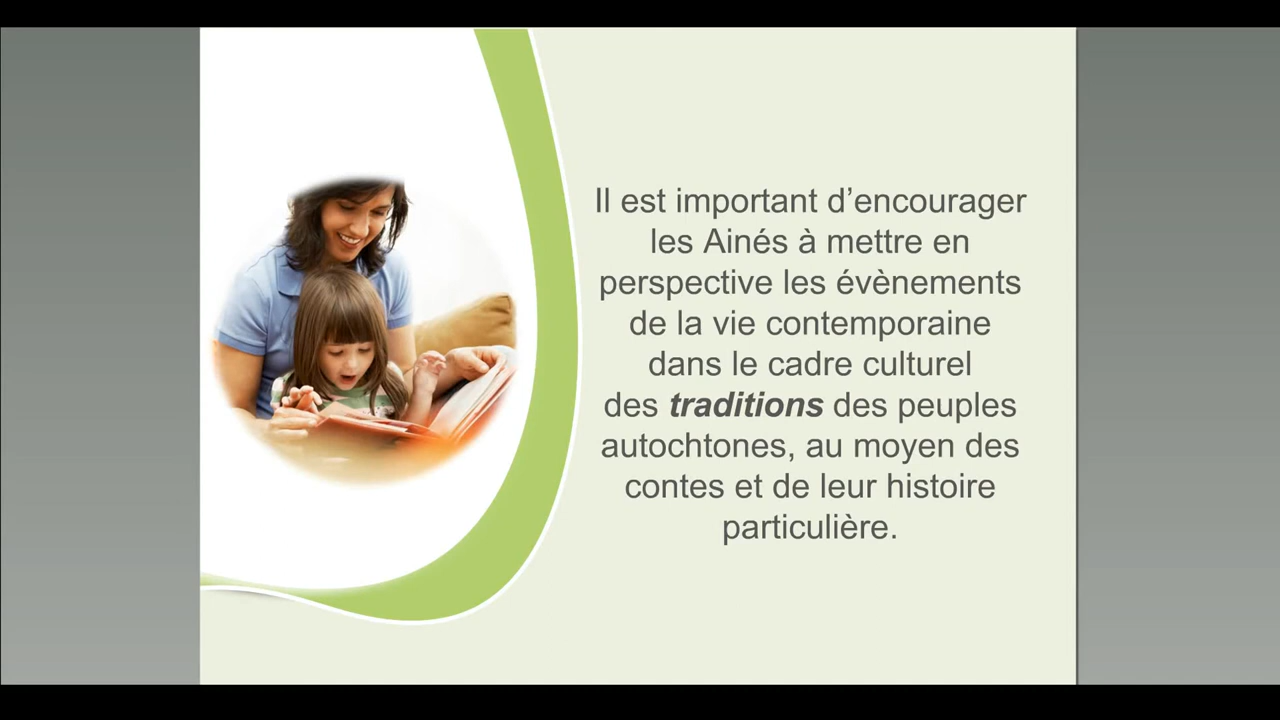 Il est important d’encourager
les Ainés à mettre en
perspective les évènements
de la vie contemporaine
dans le cadre culturel
des traditions des peuples
autochtones, au moyen des
contes et de leur histoire
particulière.